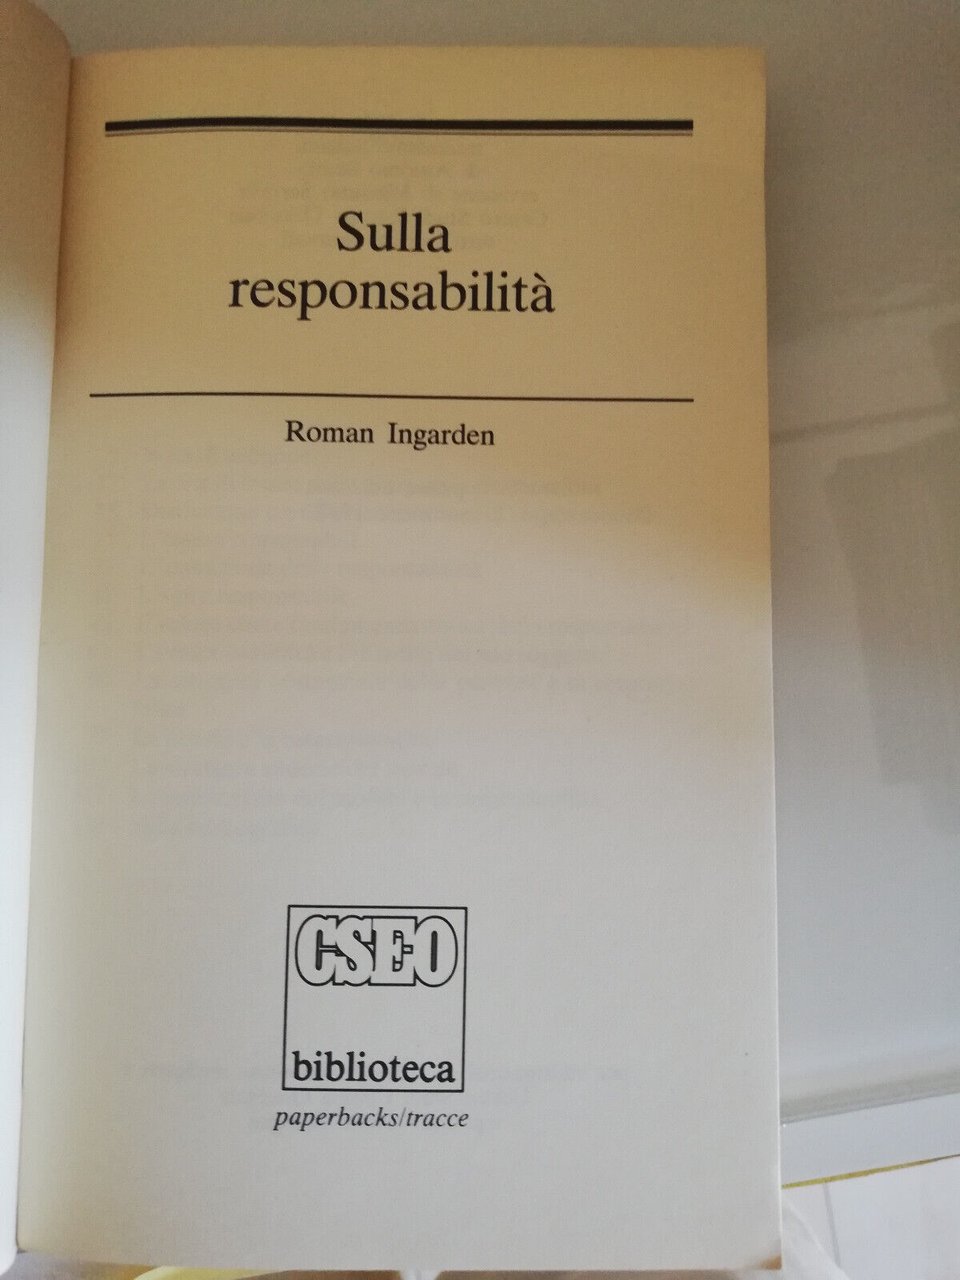 Sulla
responsabilità
Roman Ingarden
CSEO
biblioteca
paperbacks/tracce